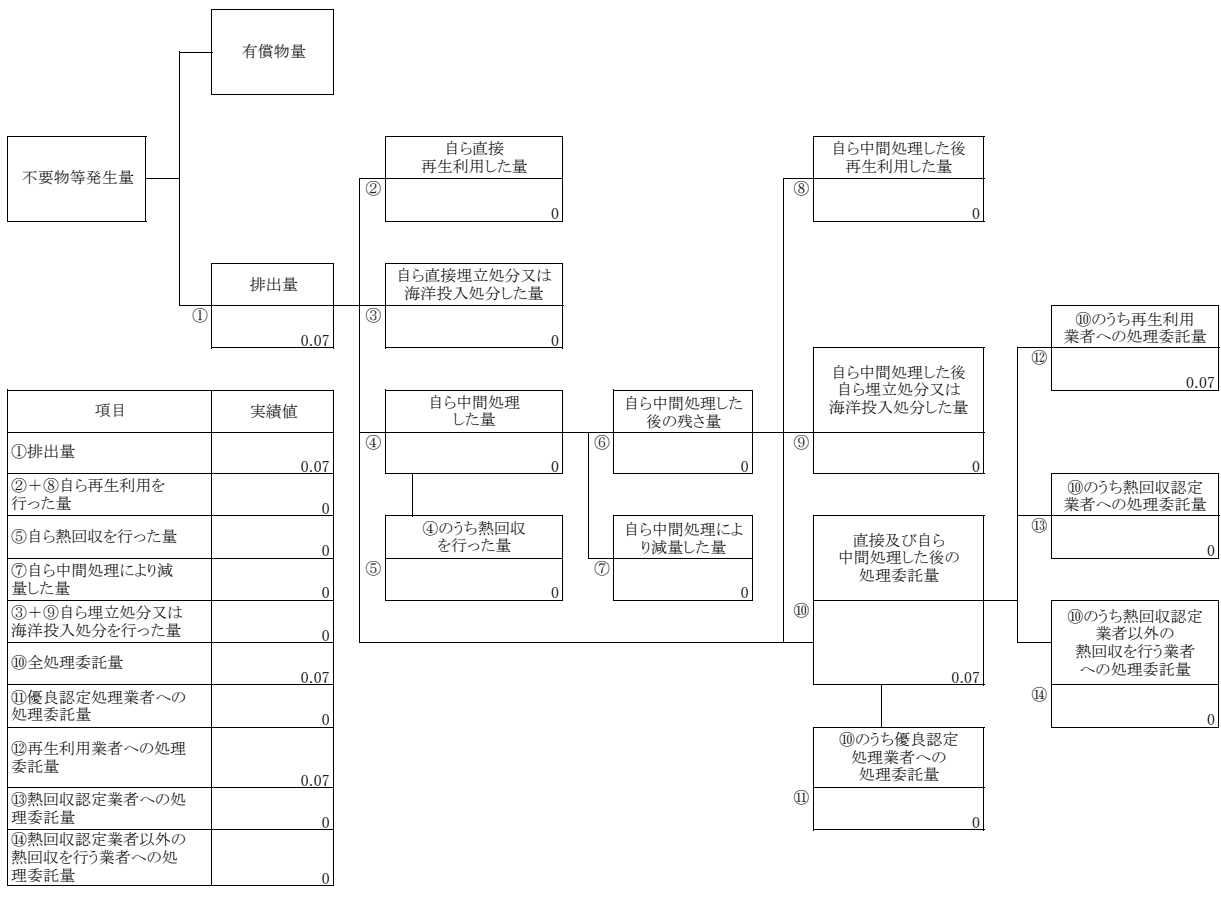 有償物量
不要物等発生量
排出量
①
0.07
自ら直接
再生利用した量
②
0
自ら直接埋立処分又は
海洋投入処分した量
③
0
自ら中間処理
した量
④
0
④のうち熱回収
を行った量
⑤
0
自ら中間処理した
後の残さ量
⑥
0
自ら中間処理によ
り減量した量
⑦
0
自ら中間処理した後
再生利用した量
⑧
0
自ら中間処理した後
自ら埋立処分又は
海洋投入処分した量
⑨
0
直接及び自ら
中間処理した後の
処理委託量
⑩
0.07
⑩のうち優良認定
処理業者への
処理委託量
⑪
0
⑩のうち再生利用
業者への処理委託量
⑫
0.07
⑩のうち熱回収認定
業者への処理委託量
⑬
0
⑩のうち熱回収認定
業者以外の
熱回収を行う業者
への処理委託量
⑭
0
項目 実績値
①排出量
0.07
②＋⑧自ら再生利用を
行った量
0
⑤自ら熱回収を行った量
0
⑦自ら中間処理により減
量した量
0
③＋⑨自ら埋立処分又は
海洋投入処分を行った量
0
⑩全処理委託量
0.07
⑪優良認定処理業者への
処理委託量
0
⑫再生利用業者への処理
委託量
0.07
⑬熱回収認定業者への処
理委託量
0
⑭熱回収認定業者以外の
熱回収を行う業者への処
理委託量
0